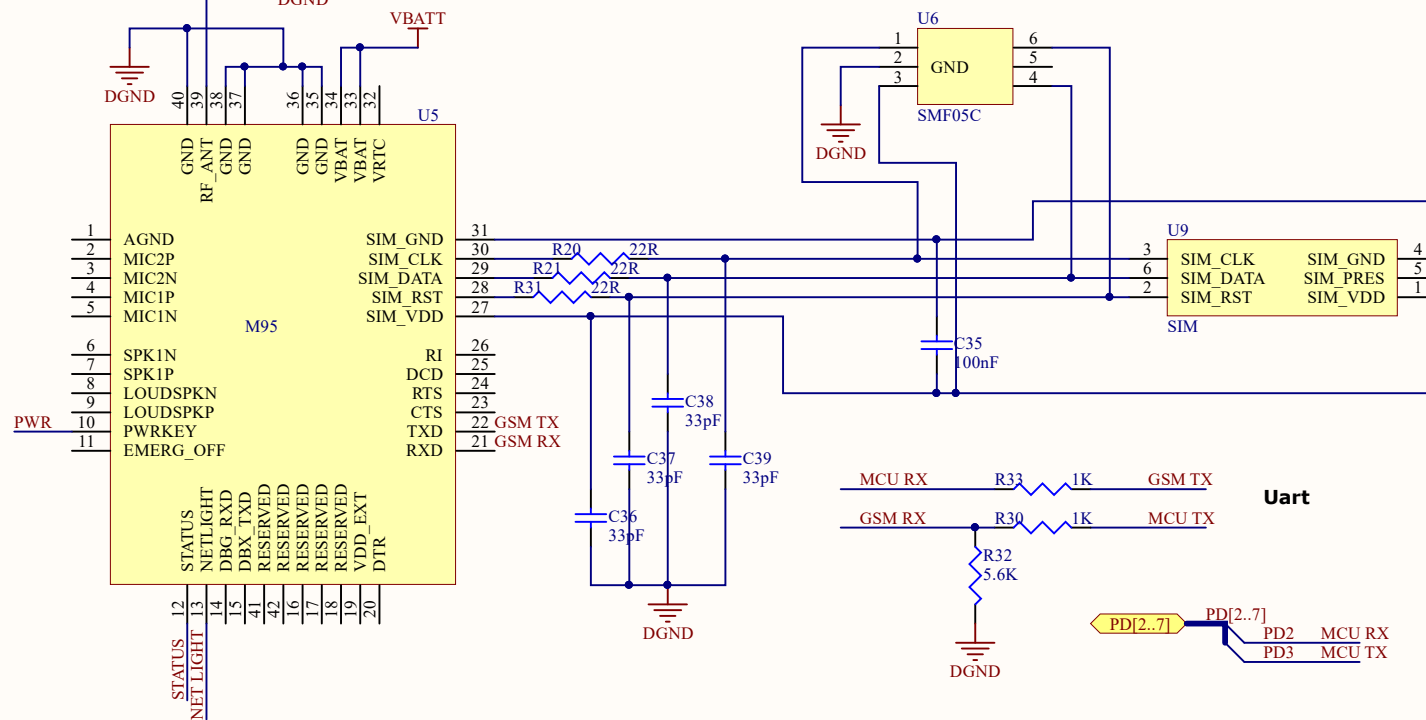 DGND
VBATT
DGND
40
39
38
37
36
35
34
33
32
U5
GND
RF_ANT
GND
GND
GND
GND
VBAT
VBAT
VRTC
1 AGND
2 MIC2P
3 MIC2N
4 MIC1P
5 MIC1N
6 SPK1N
7 SPK1P
8 LOUDSPKN
9 LOUDSPKP
PWR 10 PWRKEY
11 EMERG_OFF
M95
SIM_GND 31
SIM_CLK 30
SIM_DATA 29
SIM_RST 28
SIM_VDD 27
RI 26
DCD 25
RTS 24
CTS 23
TXD 22 GSM TX
RXD 21 GSM RX
STATUS
NETLIGHT
DBG_RXD
DBX_TXD
RESERVED
RESERVED
RESERVED
RESERVED
RESERVED
VDD_EXT
DTR
12
13
14
15
41
42
16
17
18
19
20
STATUS
NET LIGHT
R20 22R
R21 22R
R31 22R
C38
33pF
C37
33pF
C39
33pF
C36
33pF
DGND
U6
1 6
2 GND 5
3 4
SMF05C
DGND
C35
100nF
U9
3 SIM_CLK SIM_GND 4
6 SIM_DATA SIM_PRES 5
2 SIM_RST SIM_VDD 1
SIM
MCU RX R33 1K GSM TX
GSM RX R30 1K MCU TX
R32
5.6K
DGND
Uart
PD[2..7] PD[2..7]
PD2 MCU RX
PD3 MCU TX